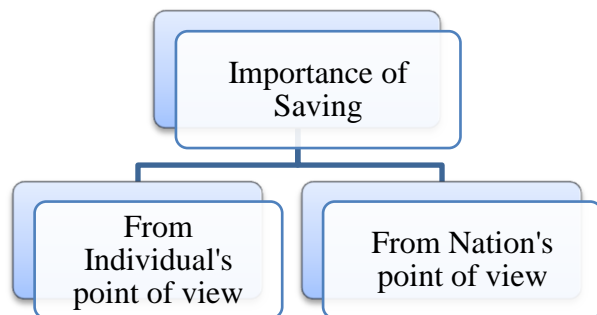 Importance of
Saving
From
Individual's
point of view
From Nation's
point of view